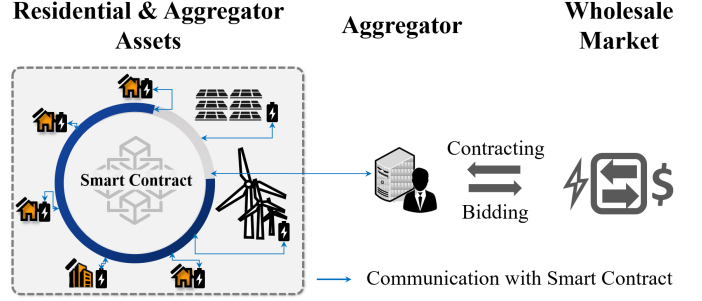 Residential & Aggregator
Assets
Aggregator
Wholesale
Market
Smart Contract
Contracting
Bidding
$
Communication with Smart Contract